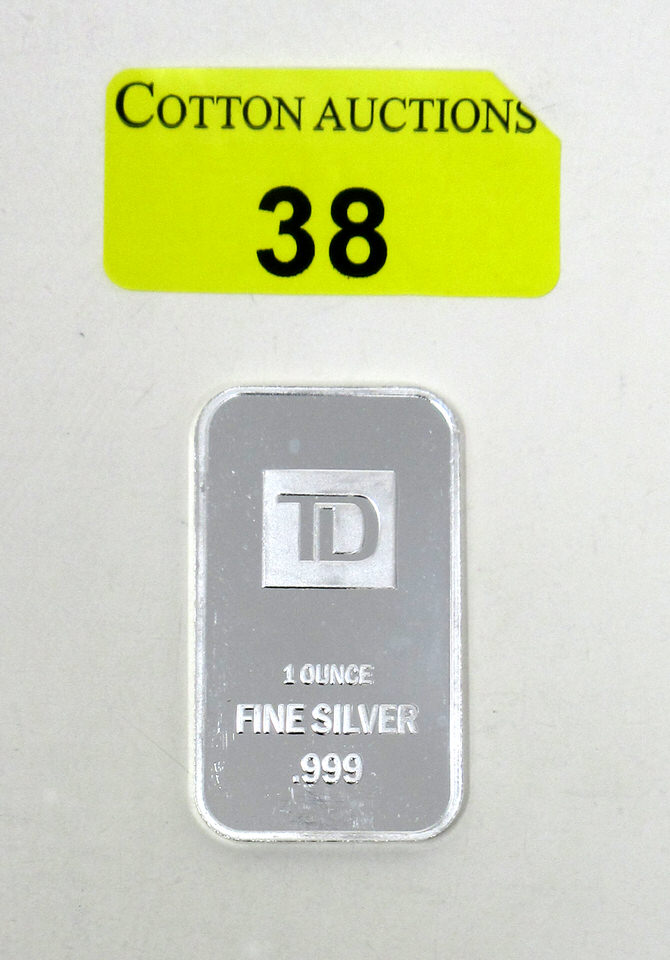 COTTON AUCTIONS
38
TD
1 OUNCE
FINE SILVER
.999